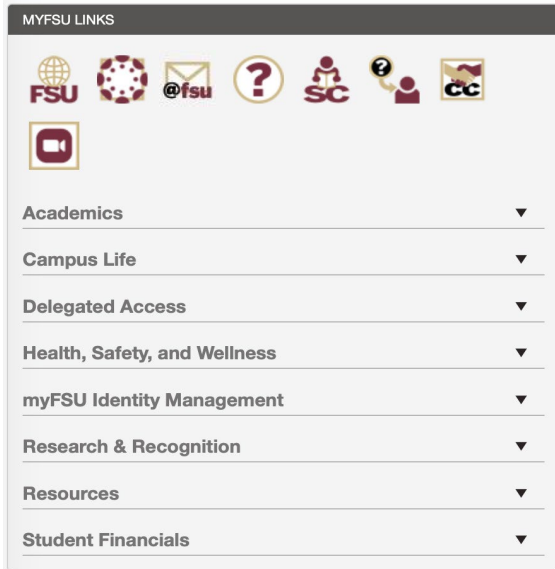 MYFSU LINKS
FSU
@fsu
?
SC
?
CC
Academics
Campus Life
Delegated Access
Health, Safety, and Wellness
myFSU Identity Management
Research & Recognition
Resources
Student Financials